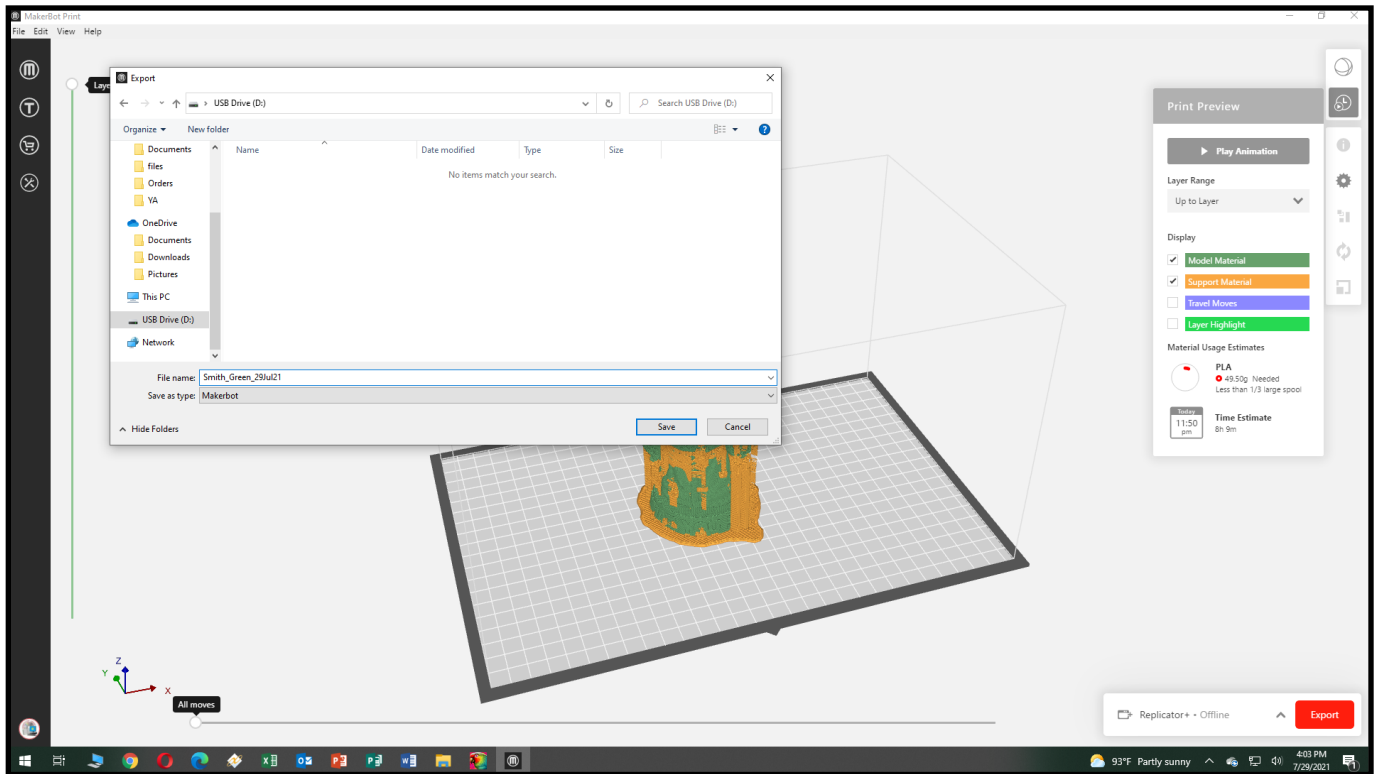 MakerBot Print
File Edit View Help
Laye
Export
USB Drive (D:)
Search USB Drive (D:)
Organize
New folder
Name
Date modified
Type
Size
No items match your search.
Documents
files
Orders
YA
OneDrive
Documents
Downloads
Pictures
This PC
USB Drive (D:)
Network
File name: Smith_Green_29Jul21
Save as type: Makerbot
Hide Folders
Save
Cancel
Print Preview
Play Animation
Layer Range
Up to Layer
Display
Model Material
Support Material
Travel Moves
Layer Highlight
Material Usage Estimates
PLA
49.50g Needed
Less than 1/3 large spool
Today
11:50
pm
Time Estimate
8h 9m
Z
Y
X
All moves
Replicator+ - Offline
Export
93°F Partly sunny
4:03 PM
7/29/2021